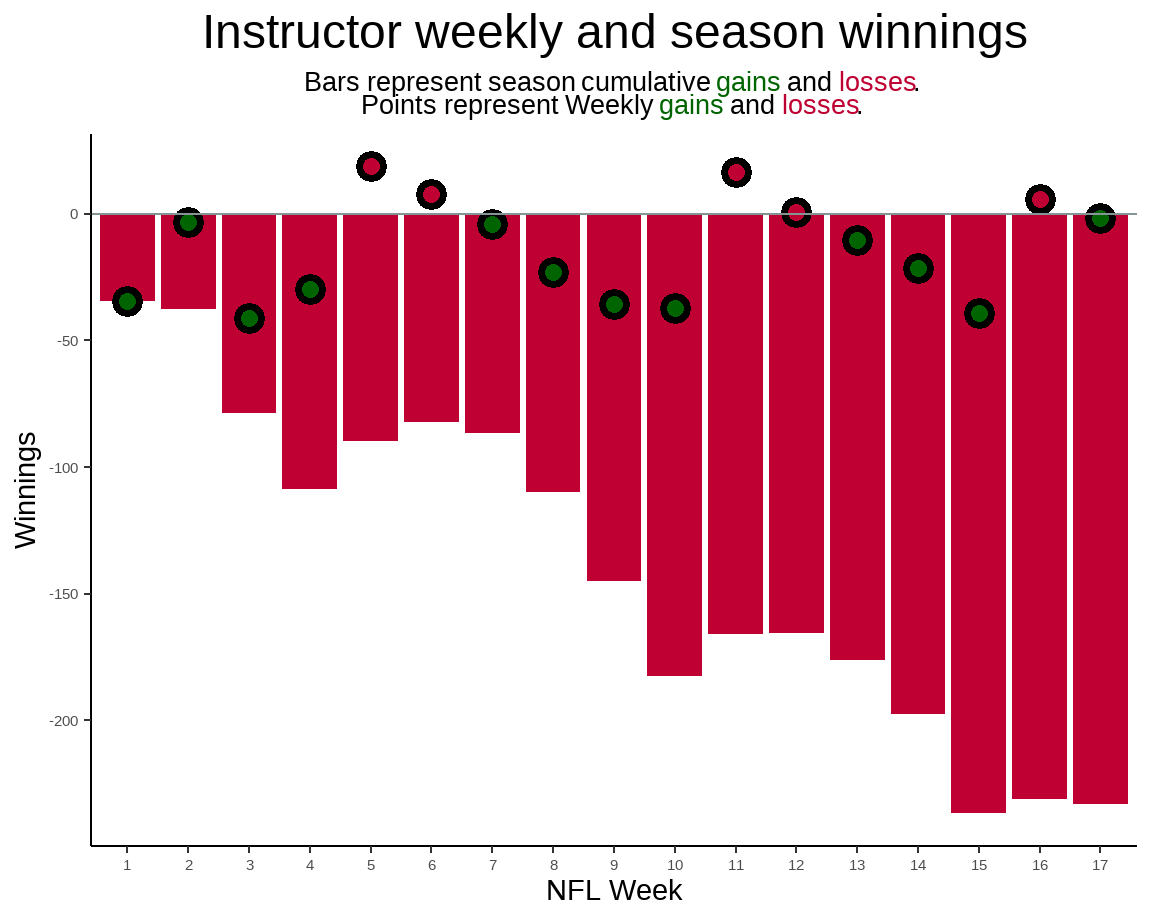 Instructor weekly and season winnings
Bars represent season cumulative gains and losses.
Points represent Weekly gains and losses.
Winnings
0
-50
-100
-150
-200
1 2 3 4 5 6 7 8 9 10 11 12 13 14 15 16 17
NFL Week